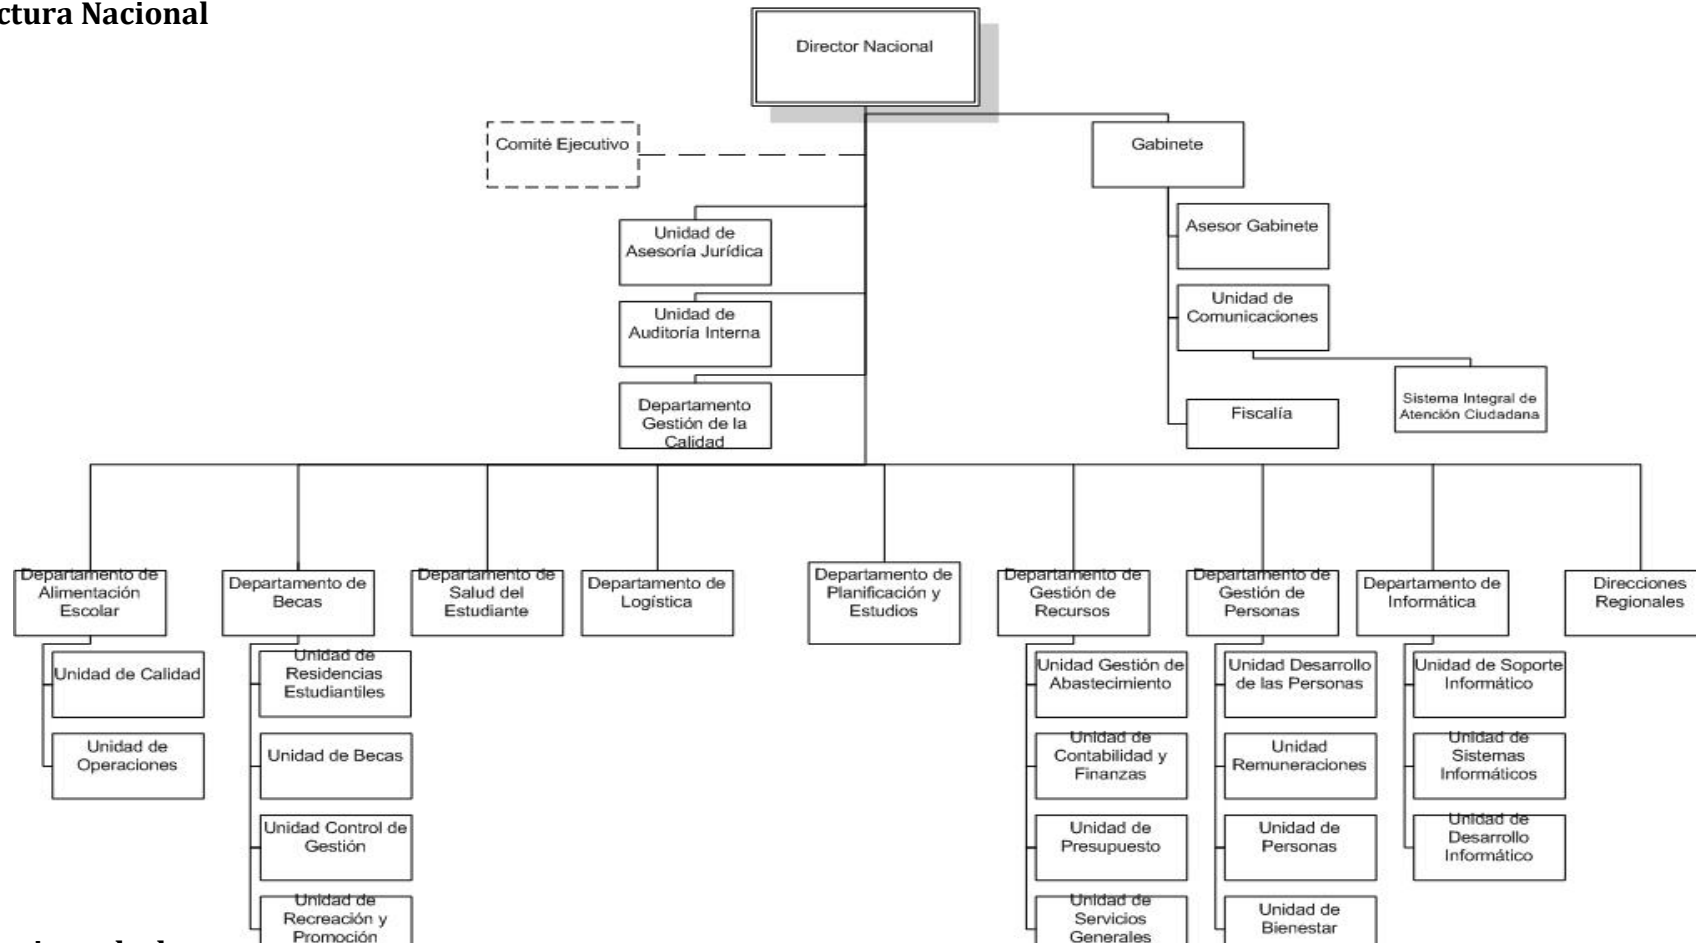 ctura Nacional
Director Nacional
Comité Ejecutivo
Gabinete
Unidad de
Asesoría Jurídica
Asesor Gabinete
Unidad de
Auditoría Interna
Unidad de
Comunicaciones
Departamento
Gestión de la
Calidad
Fiscalía
Sistema Integral de
Atención Ciudadana
Departamento de
Alimentación
Escolar
Departamento de
Becas
Departamento de
Salud del
Estudiante
Departamento de
Logística
Departamento de
Planificación y
Estudios
Departamento de
Gestión de
Recursos
Departamento de
Gestión de
Personas
Departamento de
Informática
Direcciones
Regionales
Unidad de Calidad
Unidad de
Operaciones
Unidad de
Residencias
Estudiantiles
Unidad de Becas
Unidad Control de
Gestión
Unidad de
Recreación y
Promoción
Unidad Gestión de
Abastecimiento
Unidad de
Contabilidad y
Finanzas
Unidad de
Presupuesto
Unidad de
Servicios
Generales
Unidad Desarrollo
de las Personas
Unidad
Remuneraciones
Unidad de
Personas
Unidad de
Bienestar
Unidad de Soporte
Informático
Unidad de
Sistemas
Informáticos
Unidad de
Desarrollo
Informático